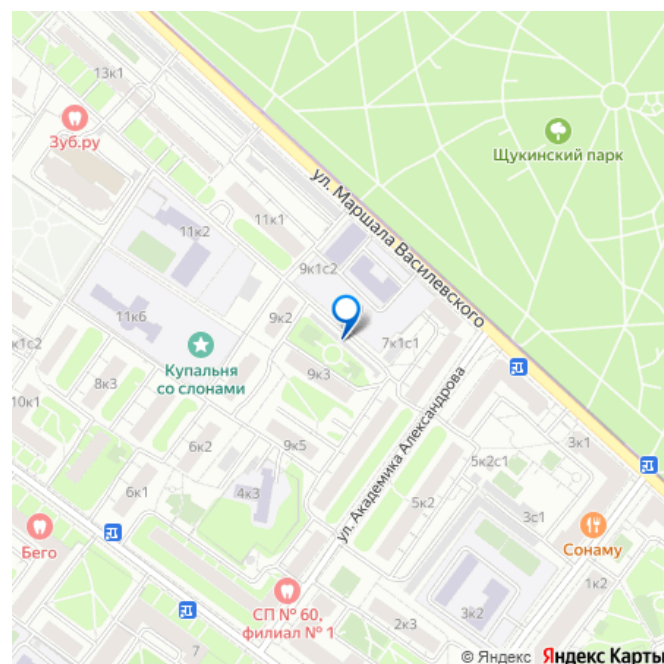 13к1
Зуб.ру
Щукинский парк
ул. Маршала Василевского
11к1
11к2
9к1с2
11к6
9к2
7к1с1
к1с2
Купальня
со слонами
8к3
9к3
10к1
ул. Академика Александрова
3к1
6к2
9к5
5к2с1
6к1
4к3
5к2
3с1
Бего
Сонаму
СП № 60,
филиал № 1
1к2
2к3
3к2
7
© Яндекс Яндекс Карты